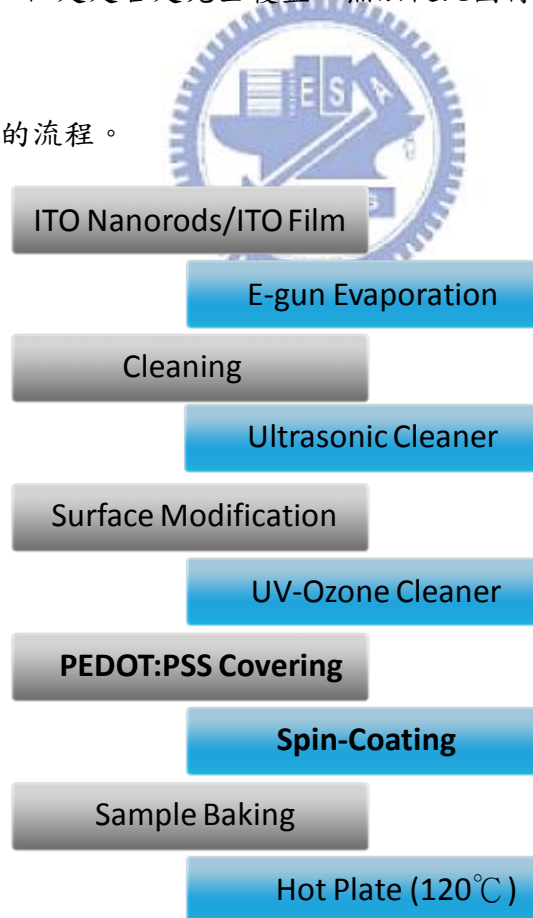 的流程。
E S
ITO Nanorods/ITO Film
E-gun Evaporation
Cleaning
Ultrasonic Cleaner
Surface Modification
UV-Ozone Cleaner
PEDOT:PSS Covering
Spin-Coating
Sample Baking
Hot Plate (120℃)